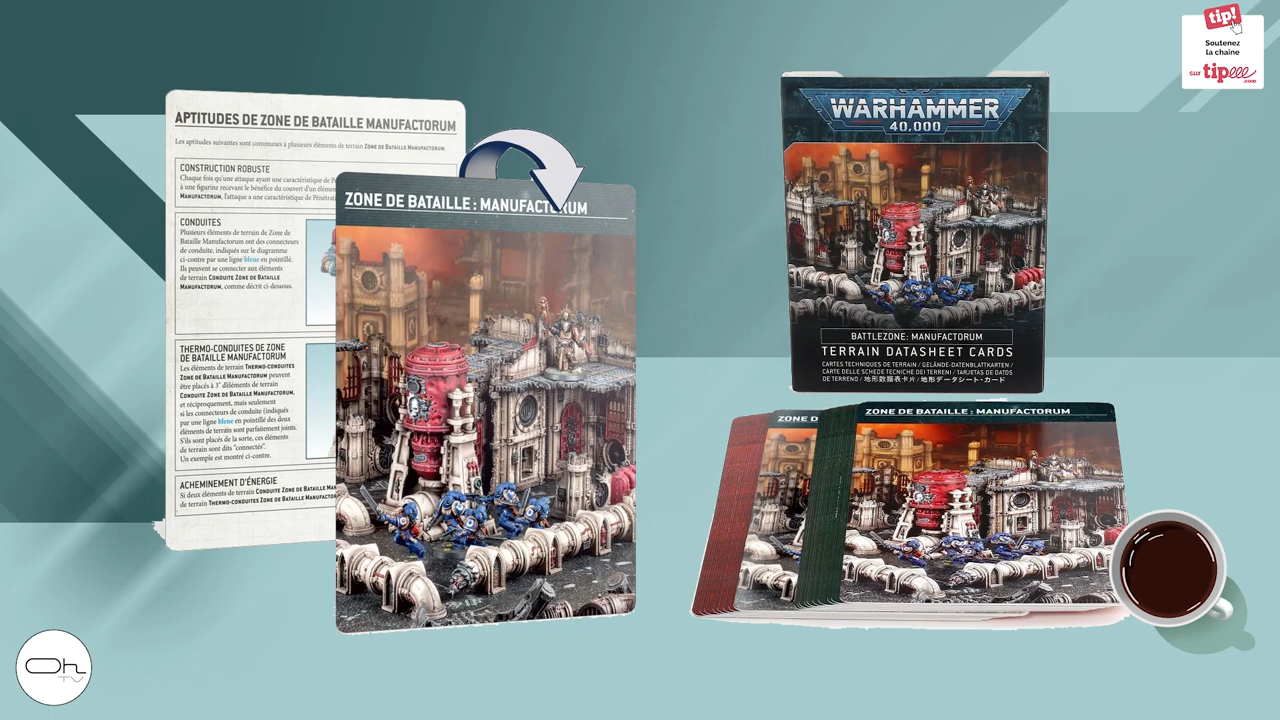 APTITUDES DE ZONE DE BATAILLE MANUFACTORUM
Les aptitudes suivantes sont communes à plusieurs éléments de terrain ZONE DE BATAILLE MANUFACTORUM.
CONSTRUCTION ROBUSTE
Chaque fois qu'une attaque ayant une caractéristique de
à une figurine recevant le bénéfice du couvert d'un
MANUFACTORUM, l'attaque a une caractéristique de
CONDUITES
Plusieurs éléments de terrain de Zone de
Bataille Manufactorum ont des connecteurs
de conduite, indiqués sur le diagramme
ci-contre par une ligne bleue en pointillé.
Ils peuvent se connecter aux éléments
de terrain CONDUITE ZONE DE BATAILLE
MANUFACTORUM, comme décrit ci-dessous.
THERMO-CONDUITES DE ZONE
DE BATAILLE MANUFACTORUM
Les éléments de terrain THERMO-CONDUITES
ZONE DE BATAILLE MANUFACTORUM peuvent
être placés à 3" d'éléments de terrain
CONDUITE ZONE DE BATAILLE MANUFACTORUM,
et réciproquement, mais seulement
si les connecteurs de conduite (indiqués
par une ligne bleue en pointillé des deux
éléments de terrain sont parfaitement joints.
S'ils sont placés de la sorte, ces éléments
de terrain sont dits "connectés".
Un exemple est montré ci-contre.
ACHEMINEMENT D'ÉNERGIE
Si deux éléments de terrain CONDUITE ZONE DE BATAILLE
de terrain THERMO-CONDUITES ZONE DE BATAILLE
ZONE DE BATAILLE : MANUFACTORUM
WARHAMMER
40,000
BATTLEZONE: MANUFACTORUM
TERRAIN DATASHEET CARDS
CARTES TECHNIQUES DE TERRAIN / GELÄNDE-DATENBLATTKARTEN /
CARTE DELLE SCHEDE TECNICHE DEI TERRENI / TARJETAS DE DATOS
DE TERRENO / 地形数据表卡片 / 地形データシート・カード
ZONE D
ZONE DE BATAILLE : MANUFACTORUM
tip!
Soutenez
la chaîne
sur tipeee
.com
Oh
TV